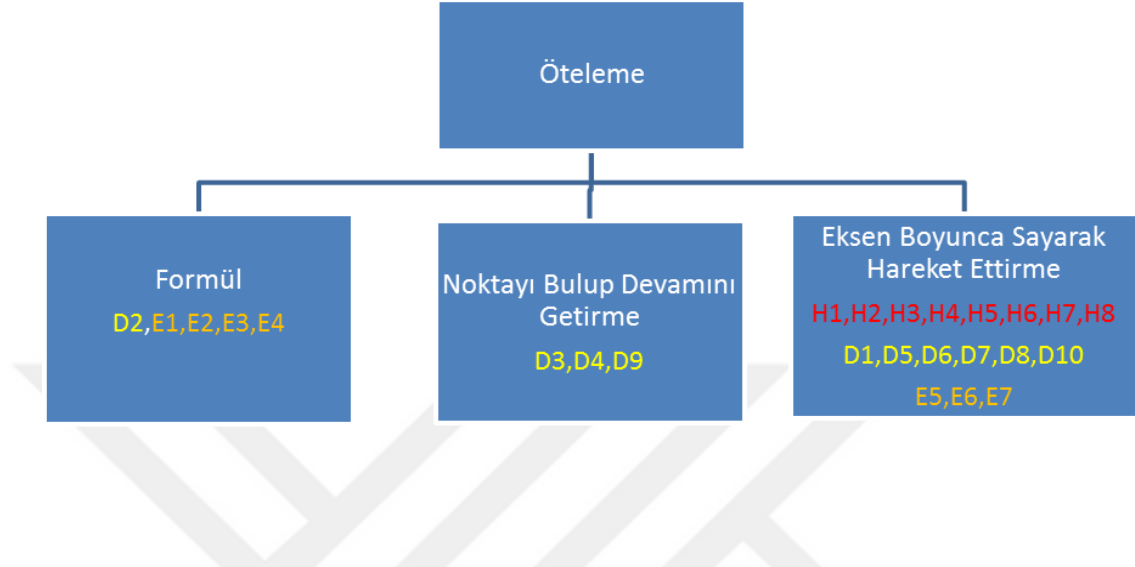 Öteleme
Formül
D2,E1,E2,E3,E4
Noktayı Bulup Devamını
Getirme
D3,D4,D9
Eksen Boyunca Sayarak
Hareket Ettirme
H1,H2,H3,H4,H5,H6,H7,H8
D1,D5,D6,D7,D8,D10
E5,E6,E7